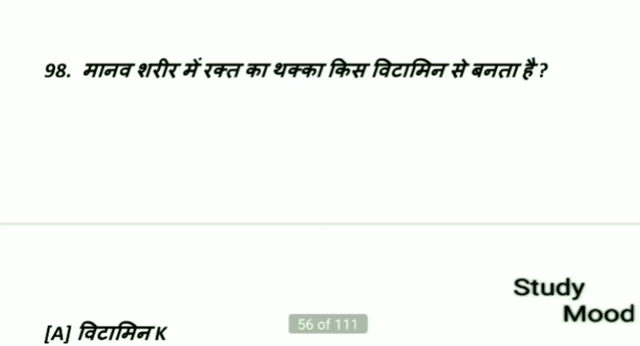 98. मानव शरीर में रक्त का थक्का किस विटामिन से बनता है?
Study
Mood
56 of 111
[A] विटामिन K